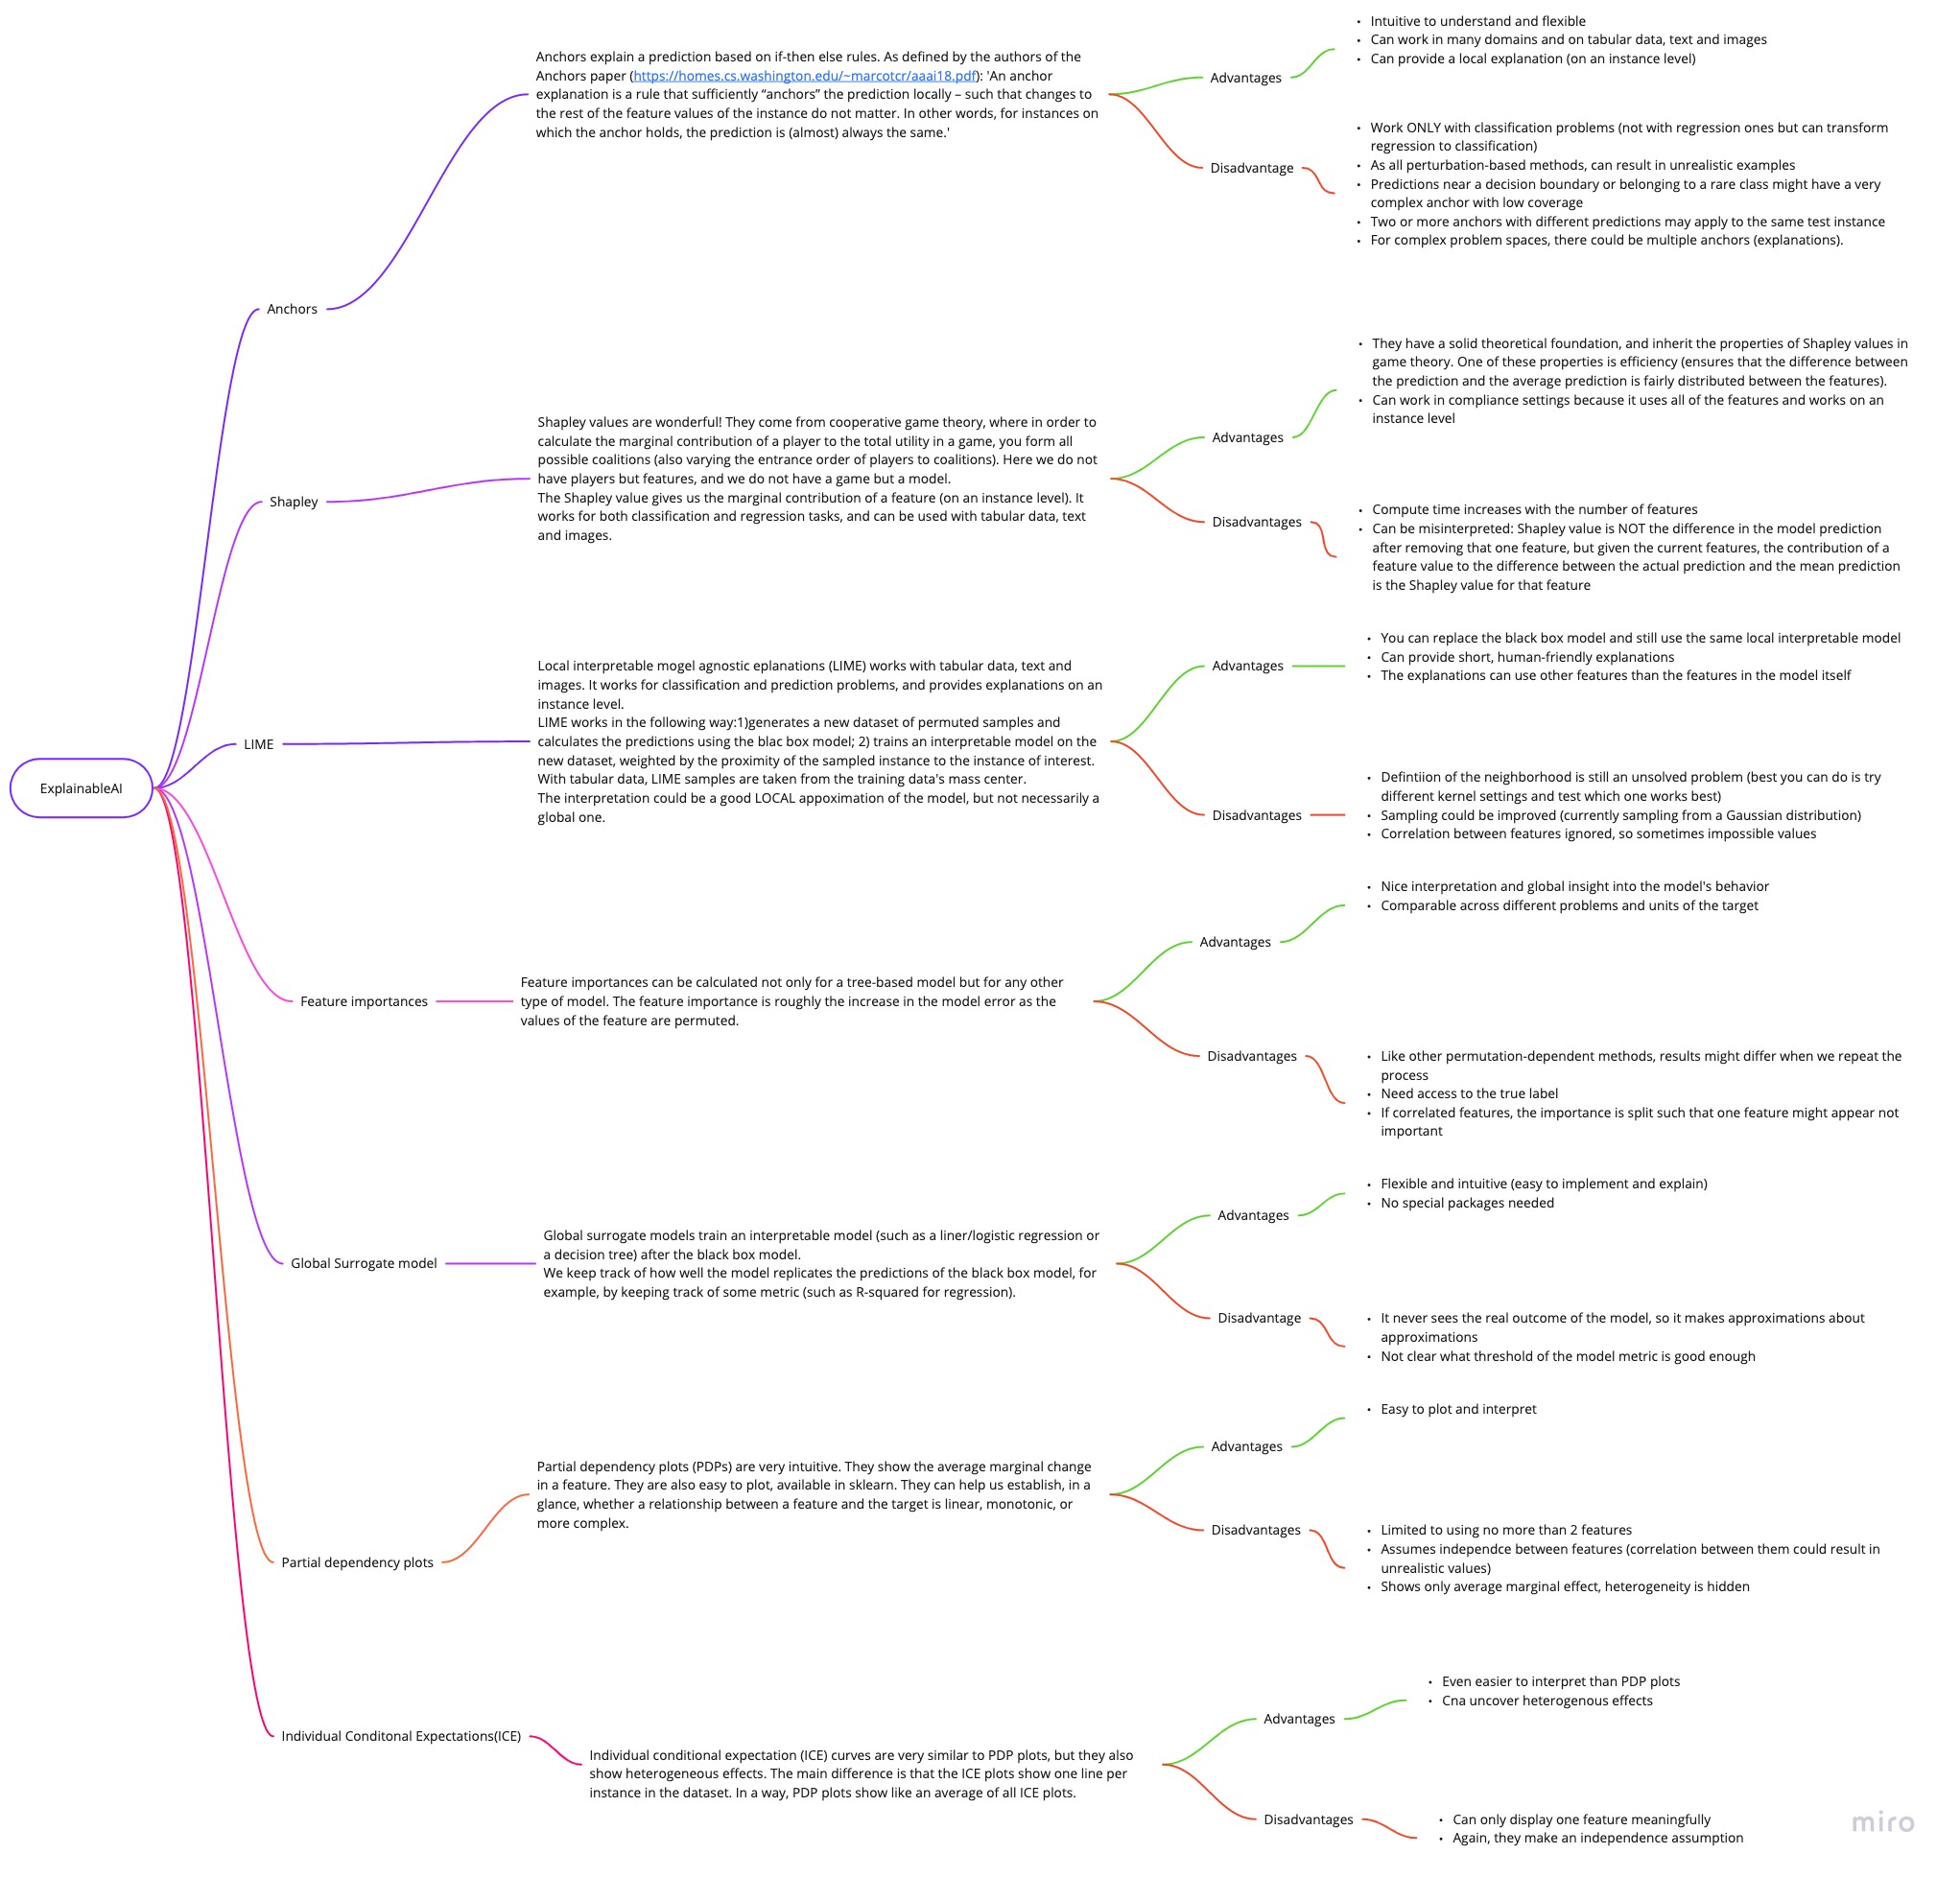 ExplainableAI
Anchors
Anchors explain a prediction based on if-then else rules. As defined by the authors of the
Anchors paper (https://homes.cs.washington.edu/~marcotcr/aaai18.pdf): 'An anchor
explanation is a rule that sufficiently “anchors” the prediction locally – such that changes to
the rest of the feature values of the instance do not matter. In other words, for instances on
which the anchor holds, the prediction is (almost) always the same.'
Advantages
• Intuitive to understand and flexible
• Can work in many domains and on tabular data, text and images
• Can provide a local explanation (on an instance level)
Disadvantage
• Work ONLY with classification problems (not with regression ones but can transform
regression to classification)
• As all perturbation-based methods, can result in unrealistic examples
• Predictions near a decision boundary or belonging to a rare class might have a very
complex anchor with low coverage
• Two or more anchors with different predictions may apply to the same test instance
• For complex problem spaces, there could be multiple anchors (explanations).
Shapley
Shapley values are wonderful! They come from cooperative game theory, where in order to
calculate the marginal contribution of a player to the total utility in a game, you form all
possible coalitions (also varying the entrance order of players to coalitions). Here we do not
have players but features, and we do not have a game but a model.
The Shapley value gives us the marginal contribution of a feature (on an instance level). It
works for both classification and regression tasks, and can be used with tabular data, text
and images.
Advantages
• They have a solid theoretical foundation, and inherit the properties of Shapley values in
game theory. One of these properties is efficiency (ensures that the difference between
the prediction and the average prediction is fairly distributed between the features).
• Can work in compliance settings because it uses all of the features and works on an
instance level
Disadvantages
• Compute time increases with the number of features
• Can be misinterpreted: Shapley value is NOT the difference in the model prediction
after removing that one feature, but given the current features, the contribution of a
feature value to the difference between the actual prediction and the mean prediction
is the Shapley value for that feature
LIME
Local interpretable mogel agnostic eplanations (LIME) works with tabular data, text and
images. It works for classification and prediction problems, and provides explanations on an
instance level.
LIME works in the following way:1)generates a new dataset of permuted samples and
calculates the predictions using the blac box model; 2) trains an interpretable model on the
new dataset, weighted by the proximity of the sampled instance to the instance of interest.
With tabular data, LIME samples are taken from the training data's mass center.
The interpretation could be a good LOCAL appoximation of the model, but not necessarily a
global one.
Advantages
• You can replace the black box model and still use the same local interpretable model
• Can provide short, human-friendly explanations
• The explanations can use other features than the features in the model itself
Disadvantages
• Defintiion of the neighborhood is still an unsolved problem (best you can do is try
different kernel settings and test which one works best)
• Sampling could be improved (currently sampling from a Gaussian distribution)
• Correlation between features ignored, so sometimes impossible values
Feature importances
Feature importances can be calculated not only for a tree-based model but for any other
type of model. The feature importance is roughly the increase in the model error as the
values of the feature are permuted.
Advantages
• Nice interpretation and global insight into the model's behavior
• Comparable across different problems and units of the target
Disadvantages
• Like other permutation-dependent methods, results might differ when we repeat the
process
• Need access to the true label
• If correlated features, the importance is split such that one feature might appear not
important
Global Surrogate model
Global surrogate models train an interpretable model (such as a liner/logistic regression or
a decision tree) after the black box model.
We keep track of how well the model replicates the predictions of the black box model, for
example, by keeping track of some metric (such as R-squared for regression).
Advantages
• Flexible and intuitive (easy to implement and explain)
• No special packages needed
Disadvantage
• It never sees the real outcome of the model, so it makes approximations about
approximations
• Not clear what threshold of the model metric is good enough
Partial dependency plots
Partial dependency plots (PDPs) are very intuitive. They show the average marginal change
in a feature. They are also easy to plot, available in sklearn. They can help us establish, in a
glance, whether a relationship between a feature and the target is linear, monotonic, or
more complex.
Advantages
• Easy to plot and interpret
Disadvantages
• Limited to using no more than 2 features
• Assumes independce between features (correlation between them could result in
unrealistic values)
• Shows only average marginal effect, heterogeneity is hidden
Individual Conditonal Expectations(ICE)
Individual conditional expectation (ICE) curves are very similar to PDP plots, but they also
show heterogeneous effects. The main difference is that the ICE plots show one line per
instance in the dataset. In a way, PDP plots show like an average of all ICE plots.
Advantages
• Even easier to interpret than PDP plots
• Cna uncover heterogenous effects
Disadvantages
• Can only display one feature meaningfully
• Again, they make an independence assumption
miro